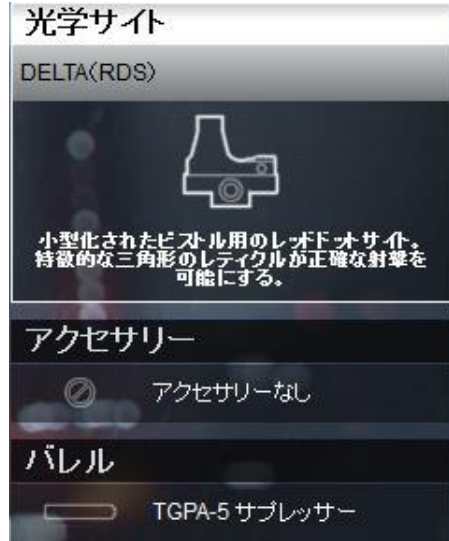 光学サイト
DELTA(RDS)
小型化されたピストル用のレッドドットサイト。
特徴的な三角形のレティクルが正確な射撃を
可能にする。
アクセサリー
アクセサリーなし
バレル
TGPA-5 サプレッサー